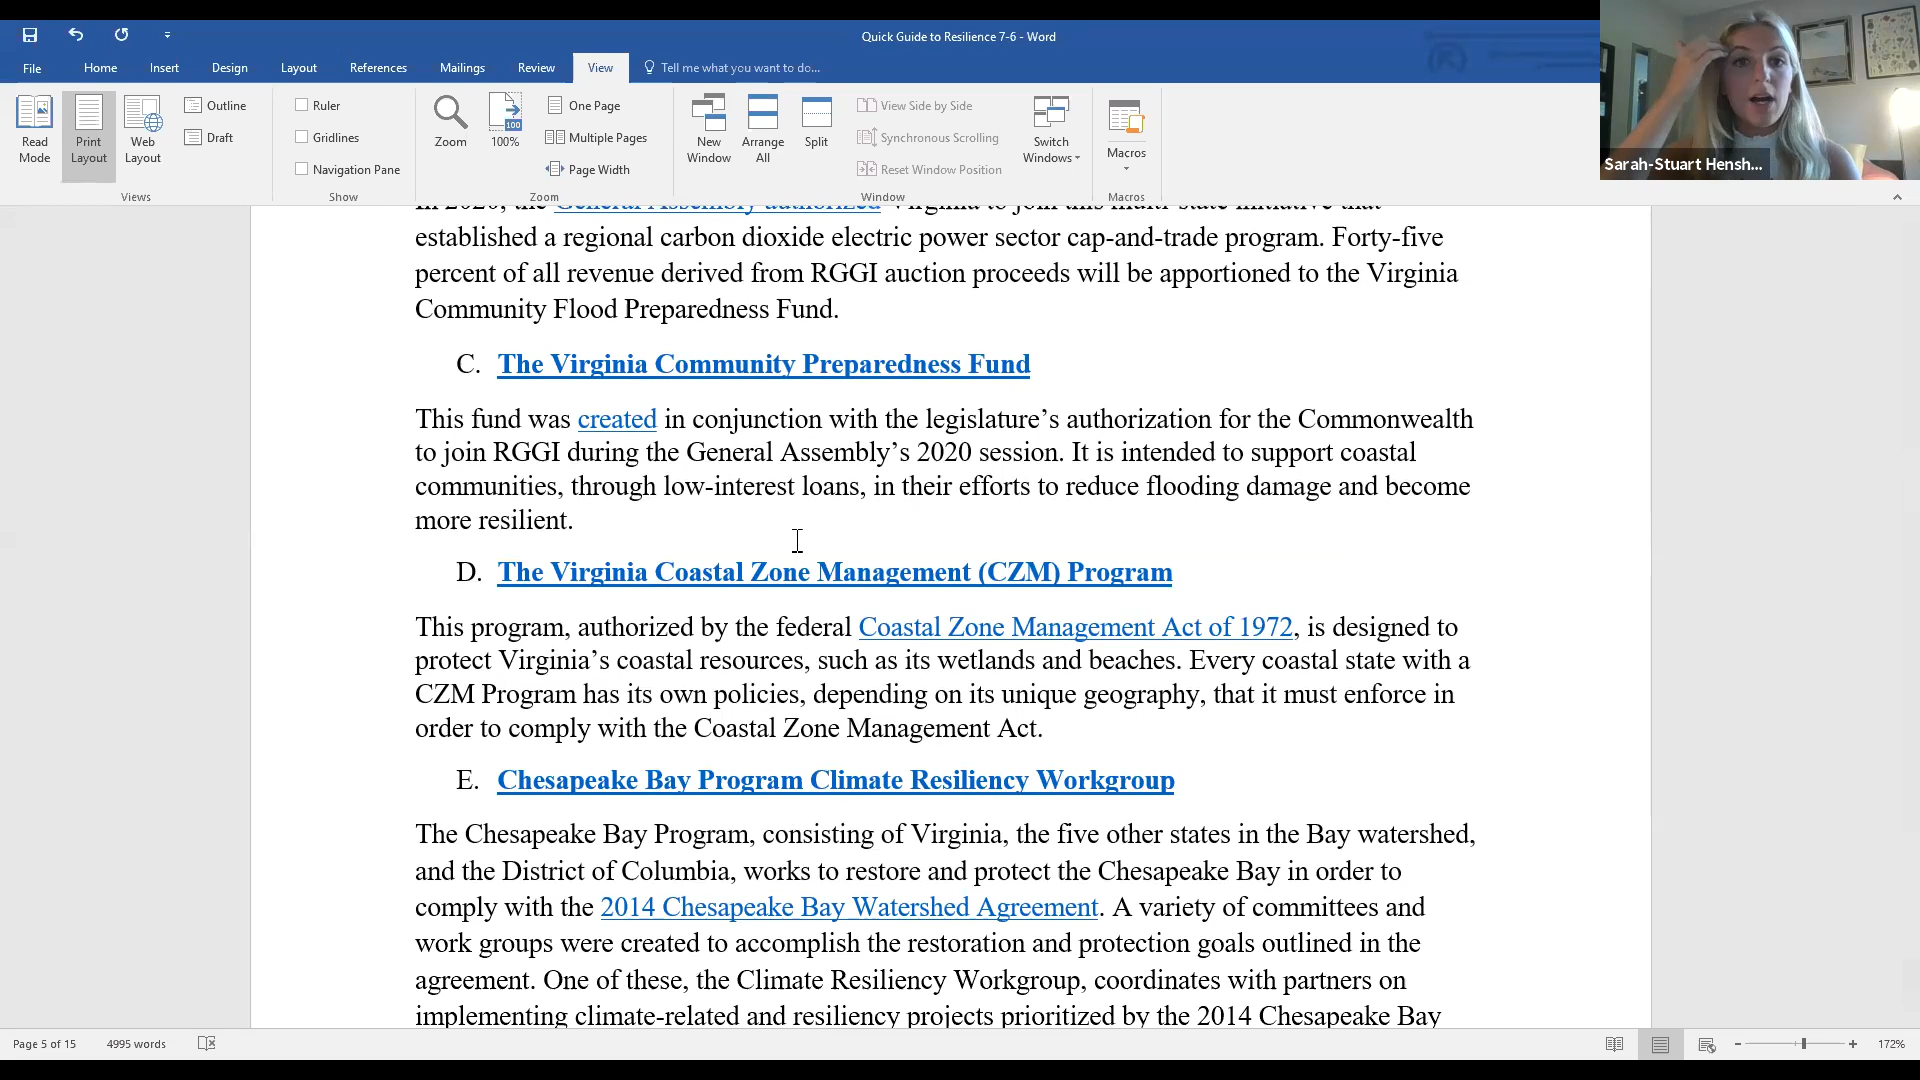 Quick Guide to Resilience 7-6 - Word
File Home Insert Design Layout References Mailings Review View Tell me what you want to do...
Read Mode
Print Layout
Web Layout
Outline
Draft
Views
Ruler
Gridlines
Navigation Pane
Show
Zoom
100%
One Page
Multiple Pages
Page Width
Zoom
New Window
Arrange All
Split
View Side by Side
Synchronous Scrolling
Reset Window Position
Window
Switch Windows
Macros
Macros
Sarah-Stuart Hensh...
In 2020, the General Assembly authorized Virginia to join this multi-state initiative that
established a regional carbon dioxide electric power sector cap-and-trade program. Forty-five
percent of all revenue derived from RGGI auction proceeds will be apportioned to the Virginia
Community Flood Preparedness Fund.
C. The Virginia Community Preparedness Fund
This fund was created in conjunction with the legislature’s authorization for the Commonwealth
to join RGGI during the General Assembly’s 2020 session. It is intended to support coastal
communities, through low-interest loans, in their efforts to reduce flooding damage and become
more resilient.
D. The Virginia Coastal Zone Management (CZM) Program
This program, authorized by the federal Coastal Zone Management Act of 1972, is designed to
protect Virginia’s coastal resources, such as its wetlands and beaches. Every coastal state with a
CZM Program has its own policies, depending on its unique geography, that it must enforce in
order to comply with the Coastal Zone Management Act.
E. Chesapeake Bay Program Climate Resiliency Workgroup
The Chesapeake Bay Program, consisting of Virginia, the five other states in the Bay watershed,
and the District of Columbia, works to restore and protect the Chesapeake Bay in order to
comply with the 2014 Chesapeake Bay Watershed Agreement. A variety of committees and
work groups were created to accomplish the restoration and protection goals outlined in the
agreement. One of these, the Climate Resiliency Workgroup, coordinates with partners on
implementing climate-related and resiliency projects prioritized by the 2014 Chesapeake Bay
Page 5 of 15 4995 words 172%